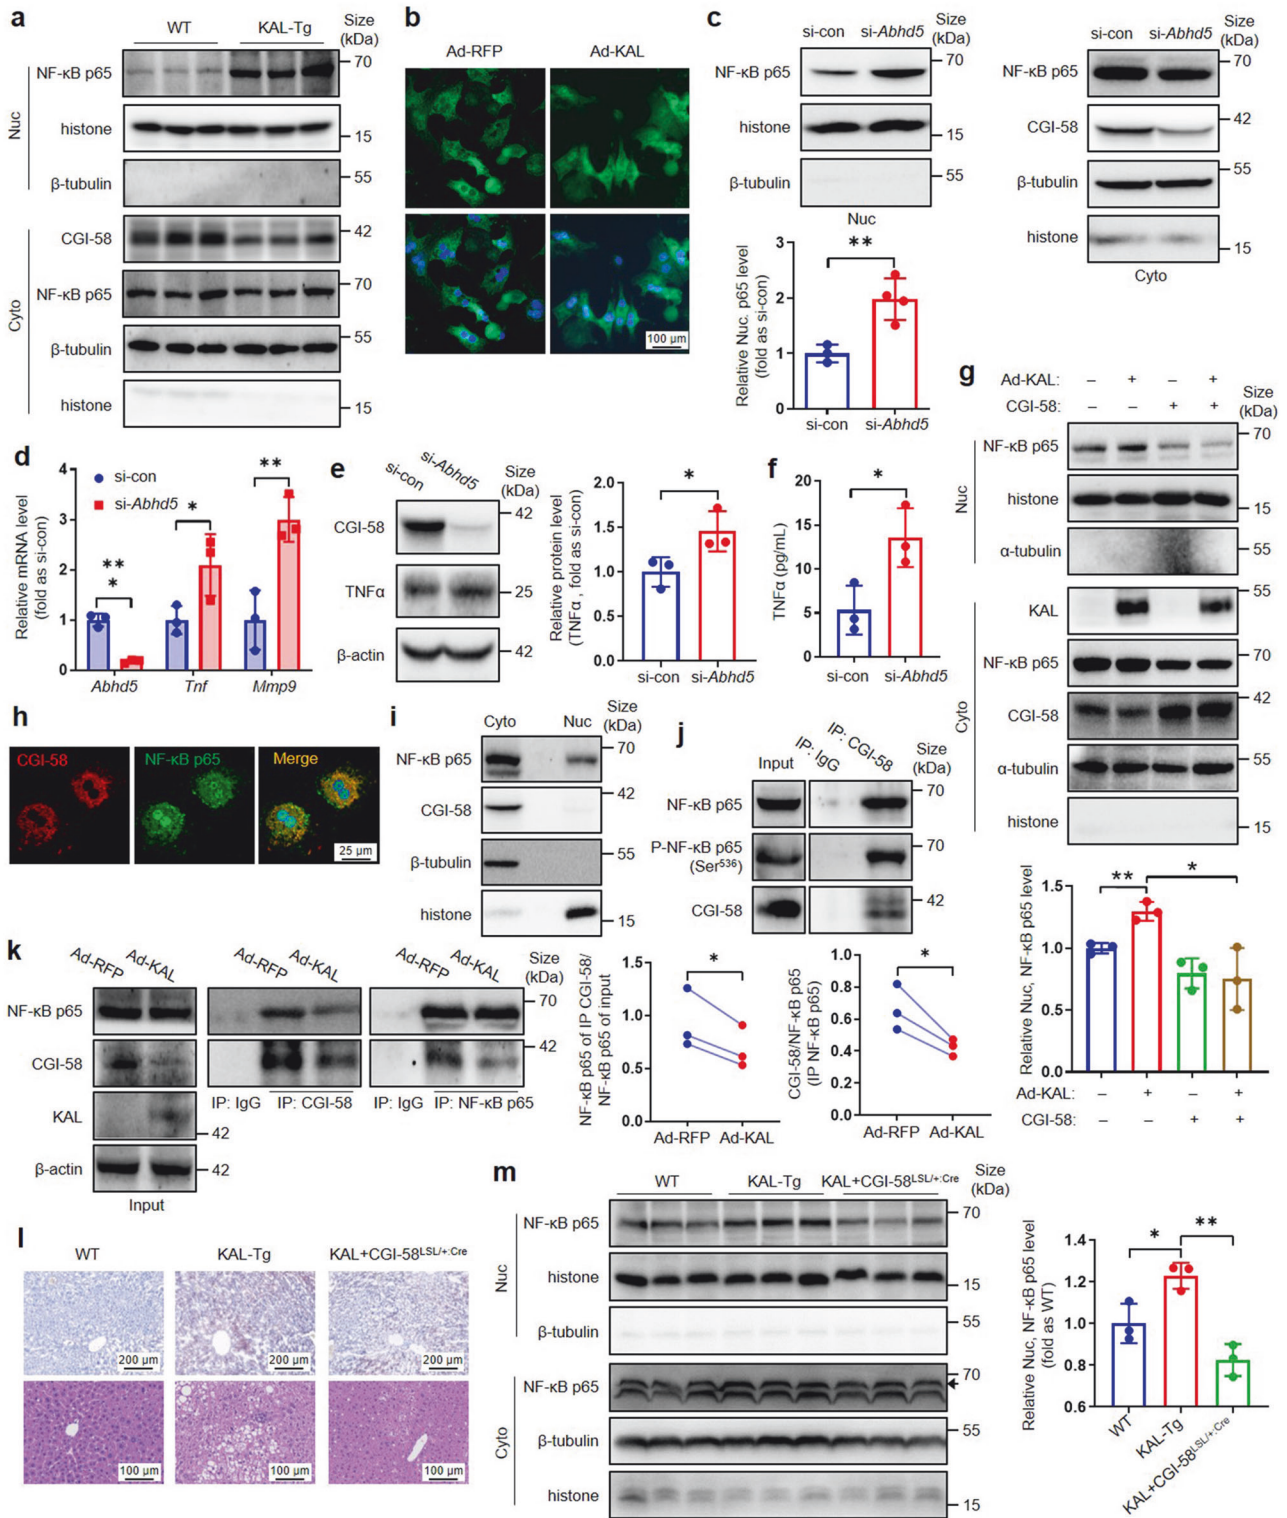 a
WT
KAL-Tg
Size
(kDa)
NF-κB p65
70
histone
15
β-tubulin
55
Nuc
CGI-58
42
NF-κB p65
70
β-tubulin
55
histone
15
Cyto
b
Ad-RFP
Ad-KAL
100 μm
c
si-con
si-Abhd5
Size
(kDa)
NF-κB p65
70
histone
15
β-tubulin
55
Nuc
si-con
si-Abhd5
Size
(kDa)
NF-κB p65
70
CGI-58
42
β-tubulin
55
histone
15
Cyto
Relative Nuc. p65 level
(fold as si-con)
3
2
1
0
**
si-con
si-Abhd5
d
Relative mRNA level
(fold as si-con)
4
3
2
1
0
si-con
si-Abhd5
**
*
*
**
Abhd5
Tnf
Mmp9
e
si-con
si-Abhd5
Size
(kDa)
CGI-58
42
TNFα
25
β-actin
42
Relative protein level
(TNFα , fold as si-con)
2.0
1.5
1.0
0.5
0.0
*
si-con
si-Abhd5
f
TNFα (pg/mL)
20
15
10
5
0
*
si-con
si-Abhd5
g
Ad-KAL: – + – +
CGI-58: – – + +
Size
(kDa)
NF-κB p65
70
histone
15
α-tubulin
55
Nuc
KAL
55
NF-κB p65
70
CGI-58
42
α-tubulin
55
histone
15
Cyto
Relative Nuc, NF-κB p65 level
1.5
1.0
0.5
0.0
**
*
Ad-KAL: – + – +
CGI-58: – – + +
h
CGI-58
NF-κB p65
Merge
25 μm
i
Cyto
Nuc
Size
(kDa)
NF-κB p65
70
CGI-58
42
β-tubulin
55
histone
15
j
Input
IP: IgG
IP: CGI-58
Size
(kDa)
NF-κB p65
70
P-NF-κB p65
(Ser536)
70
CGI-58
42
k
Ad-RFP
Ad-KAL
Ad-RFP
Ad-KAL
Ad-RFP
Ad-KAL
Size
(kDa)
NF-κB p65
70
CGI-58
42
KAL
42
β-actin
42
Input
IP: IgG
IP: CGI-58
IP: IgG
IP: NF-κB p65
NF-κB p65 of IP CGI-58/
NF-κB p65 of input
1.5
1.0
0.5
0.0
*
Ad-RFP
Ad-KAL
CGI-58/NF-κB p65
(IP NF-κB p65)
1.0
0.8
0.6
0.4
0.2
0.0
*
Ad-RFP
Ad-KAL
l
WT
KAL-Tg
KAL+CGI-58LSL/+:Cre
200 μm
200 μm
200 μm
100 μm
100 μm
100 μm
m
WT
KAL-Tg
KAL+CGI-58LSL/+:Cre
Size
(kDa)
NF-κB p65
70
histone
15
β-tubulin
55
Nuc
NF-κB p65
70
β-tubulin
55
histone
15
Cyto
Relative Nuc, NF-κB p65 level
(fold as WT)
1.4
1.2
1.0
0.8
0.6
*
**
WT
KAL-Tg
KAL+CGI-58LSL/+:Cre